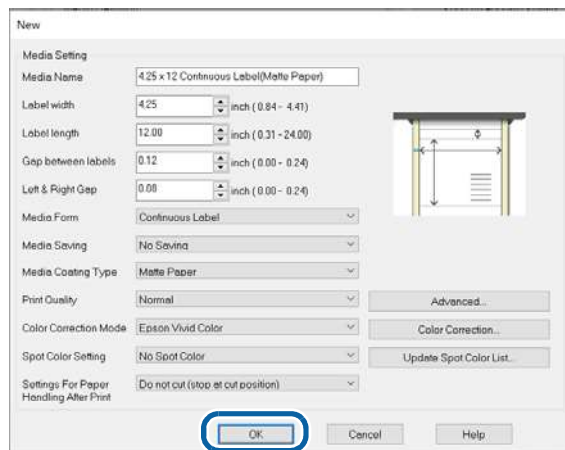 New
Media Setting
Media Name 4.25 x 12 Continuous Label(Matte Paper)
Label width 4.25 inch ( 0.84 - 4.41)
Label length 12.00 inch ( 0.31 - 24.00)
Gap between labels 0.12 inch ( 0.00 - 0.24)
Left & Right Gap 0.08 inch ( 0.00 - 0.24)
Media Form Continuous Label
Media Saving No Saving
Media Coating Type Matte Paper
Print Quality Normal Advanced...
Color Correction Mode Epson Vivid Color Color Correction...
Spot Color Setting No Spot Color Update Spot Color List...
Settings For Paper Do not cut (stop at cut position)
Handling After Print
OK Cancel Help